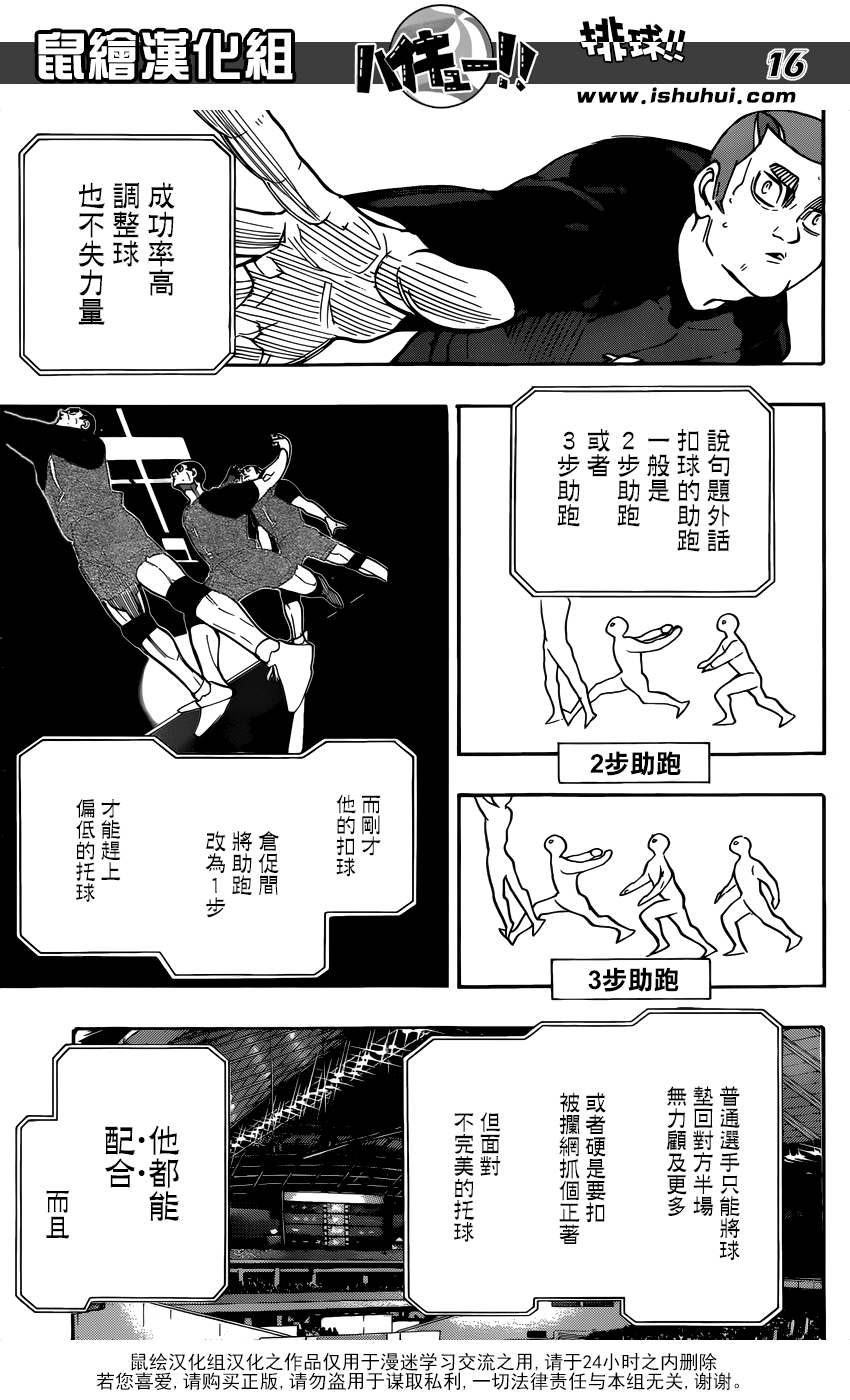 鼠繪漢化組
ハイキュー!!
排球!!
16
www.ishuhui.com
成功率高
調整球
也不失力量
說句題外話
扣球的助跑
一般是
2步助跑
或者
3步助跑
2步助跑
3步助跑
而剛才
他的扣球
倉促間
將助跑
改為1步
才能趕上
偏低的托球
普通選手只能將球
墊回對方半場
無力顧及更多
或者硬是要扣
被攔網抓個正著
但面對
不完美的托球
他都能
配合
而且
鼠绘汉化组汉化之作品仅用于漫迷学习交流之用,请于24小时之内删除
若您喜爱,请购买正版,请勿盗用于谋取私利,一切法律责任与本组无关,谢谢。